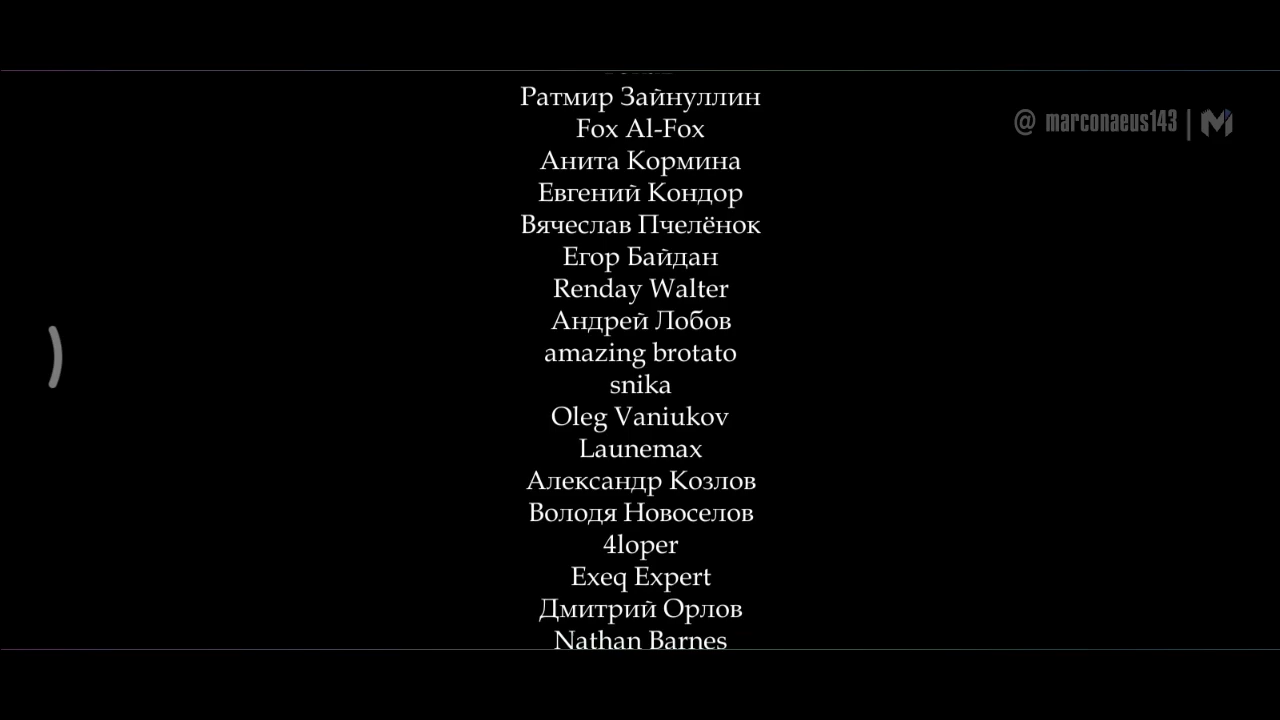 Ратмир Зайнуллин
Fox Al-Fox
@ marconaeus143 |
Анита Кормина
Евгений Кондор
Вячеслав Пчелёнок
Егор Байдан
Renday Walter
Андрей Лобов
amazing brotato
snika
Oleg Vaniukov
Launemax
Александр Козлов
Володя Новоселов
4loper
Exeq Expert
Дмитрий Орлов
Nathan Barnes